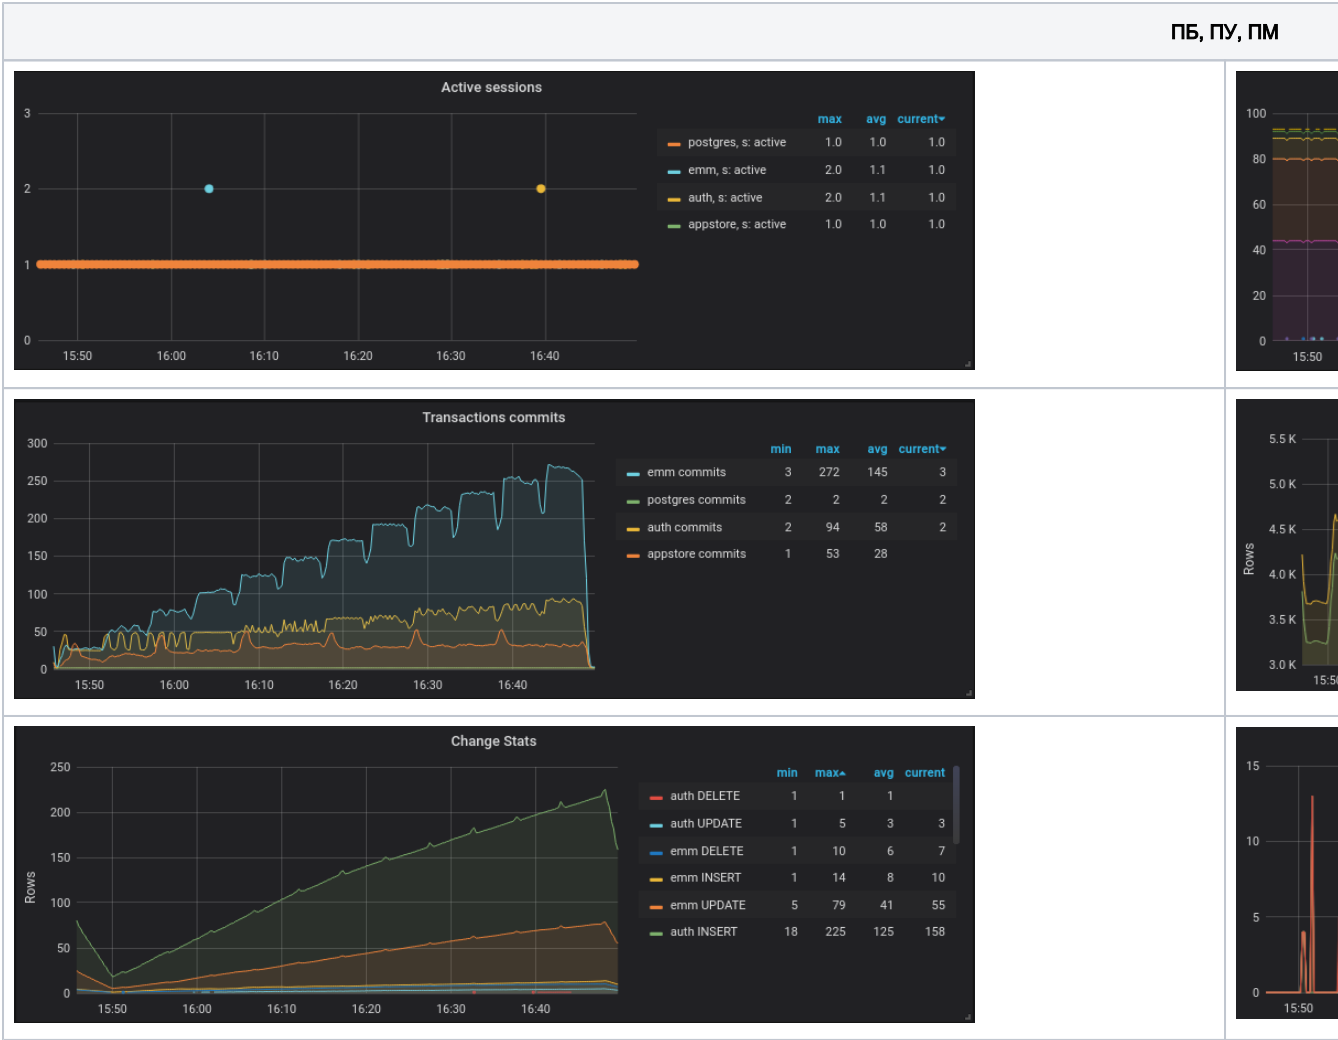 ПБ, ПУ, ПМ
Active sessions
3
2
1
0
15:50 16:00 16:10 16:20 16:30 16:40
max avg current
postgres, s: active 1.0 1.0 1.0
emm, s: active 2.0 1.1 1.0
auth, s: active 2.0 1.1 1.0
appstore, s: active 1.0 1.0 1.0
100
80
60
40
20
0
15:50
Transactions commits
300
250
200
150
100
50
0
15:50 16:00 16:10 16:20 16:30 16:40
min max avg current
emm commits 3 272 145 3
postgres commits 2 2 2 2
auth commits 2 94 58 2
appstore commits 1 53 28
Rows
5.5 K
5.0 K
4.5 K
4.0 K
3.5 K
3.0 K
Change Stats
Rows
250
200
150
100
50
0
15:50 16:00 16:10 16:20 16:30 16:40
min max avg current
auth DELETE 1 1 1
auth UPDATE 1 5 3 3
emm DELETE 1 10 6 7
emm INSERT 1 14 8 10
emm UPDATE 5 79 41 55
auth INSERT 18 225 125 158
15
10
5
0
15:50